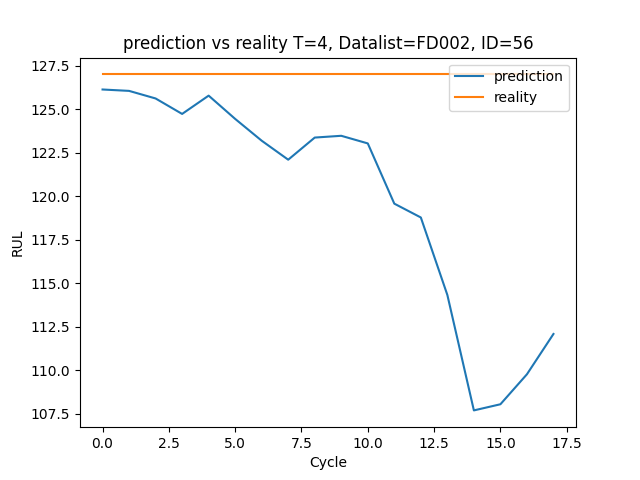 prediction vs reality T=4, Datalist=FD002, ID=56
127.5
125.0
122.5
120.0
117.5
115.0
112.5
110.0
107.5
RUL
prediction
reality
0.0 2.5 5.0 7.5 10.0 12.5 15.0 17.5
Cycle